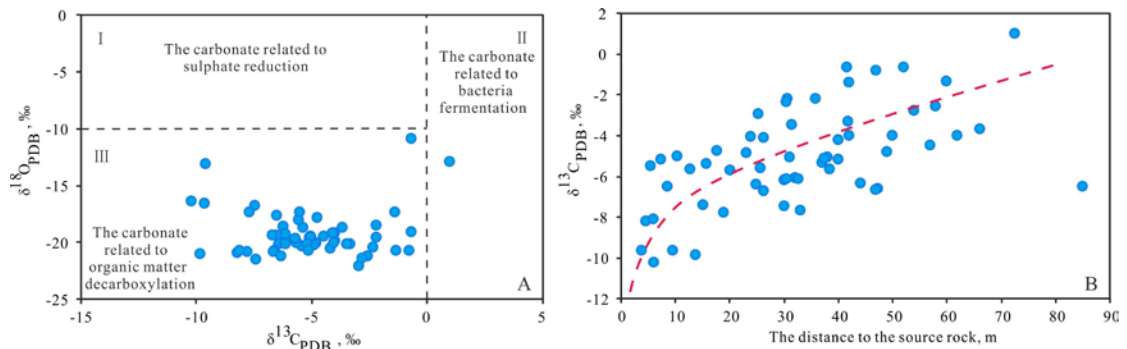 0
-5
-10
-15
-20
-25
-15
-10
-5
0
5
δ18OPDB, ‰
δ13CPDB, ‰
I
The carbonate related to
sulphate reduction
II
The carbonate
related to
bacteria
fermentation
III
The carbonate
related to
organic matter
decarboxylation
A
2
0
-2
-4
-6
-8
-10
-12
0
10
20
30
40
50
60
70
80
90
δ13CPDB, ‰
The distance to the source rock, m
B